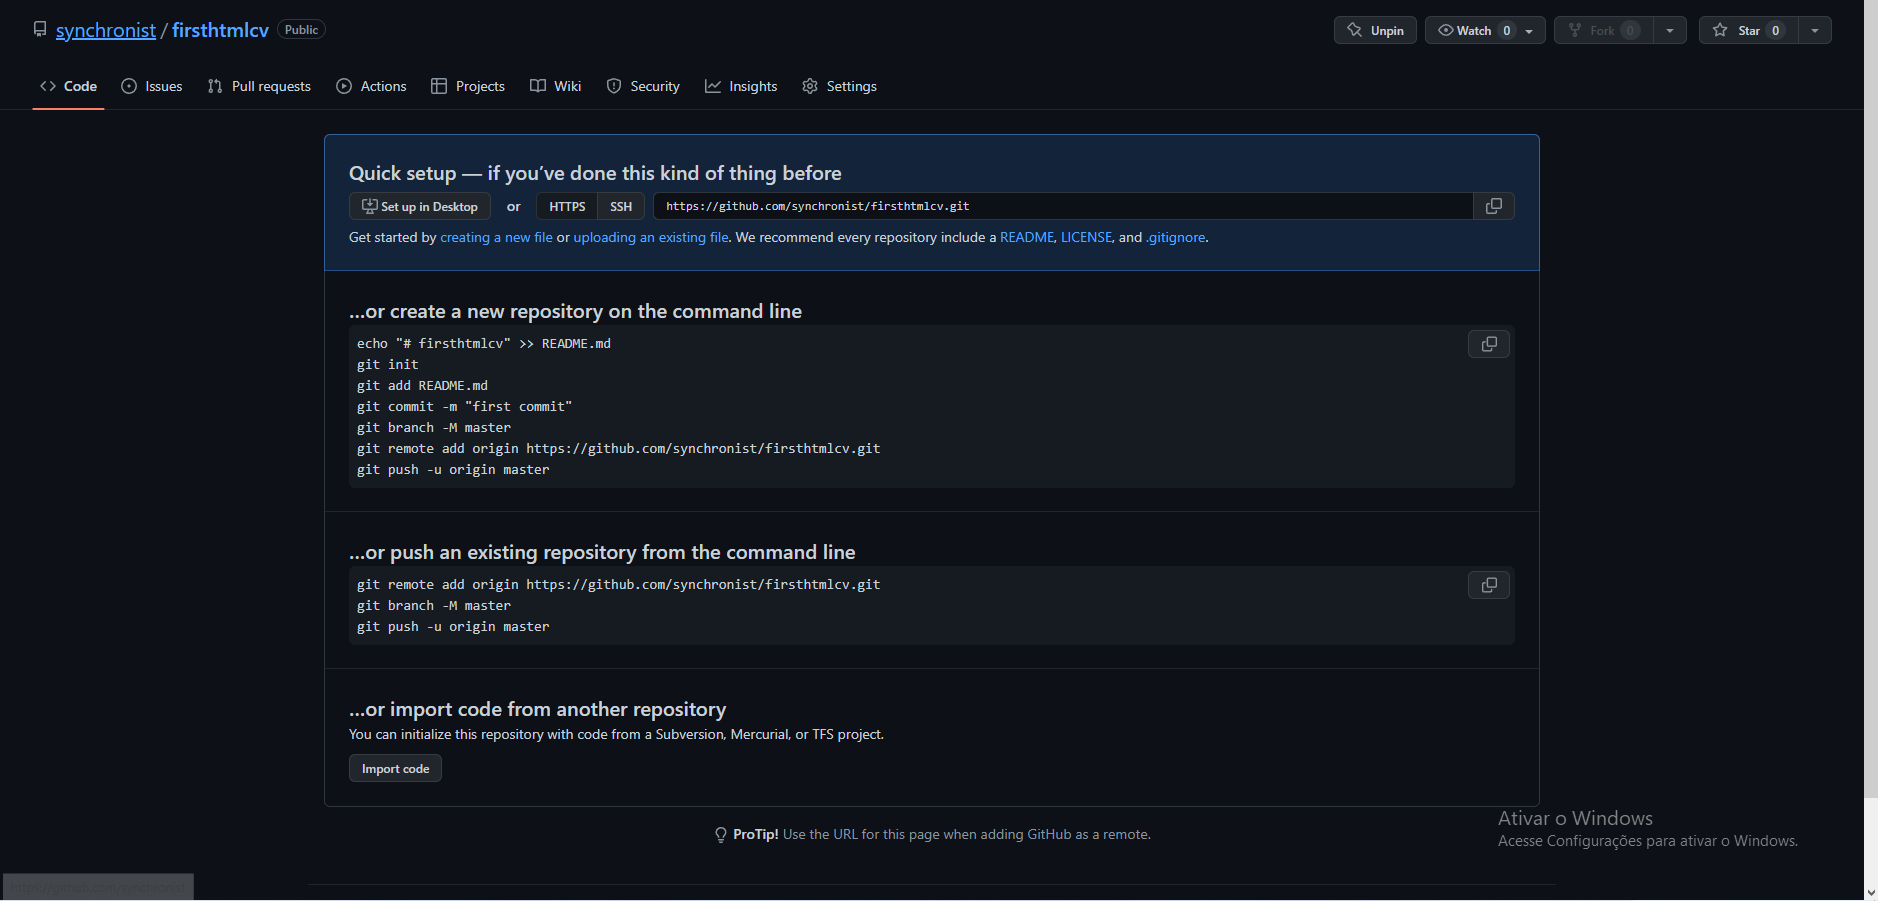 synchronist / firsthtmlcv Public
Unpin Watch 0 Fork 0 Star 0
Code Issues Pull requests Actions Projects Wiki Security Insights Settings
Quick setup — if you’ve done this kind of thing before
Set up in Desktop or HTTPS SSH https://github.com/synchronist/firsthtmlcv.git
Get started by creating a new file or uploading an existing file. We recommend every repository include a README, LICENSE, and .gitignore.
…or create a new repository on the command line
echo "# firsthtmlcv" >> README.md
git init
git add README.md
git commit -m "first commit"
git branch -M master
git remote add origin https://github.com/synchronist/firsthtmlcv.git
git push -u origin master
…or push an existing repository from the command line
git remote add origin https://github.com/synchronist/firsthtmlcv.git
git branch -M master
git push -u origin master
…or import code from another repository
You can initialize this repository with code from a Subversion, Mercurial, or TFS project.
Import code
ProTip! Use the URL for this page when adding GitHub as a remote.
Ativar o Windows
Acesse Configurações para ativar o Windows.
https://github.com/synchronist